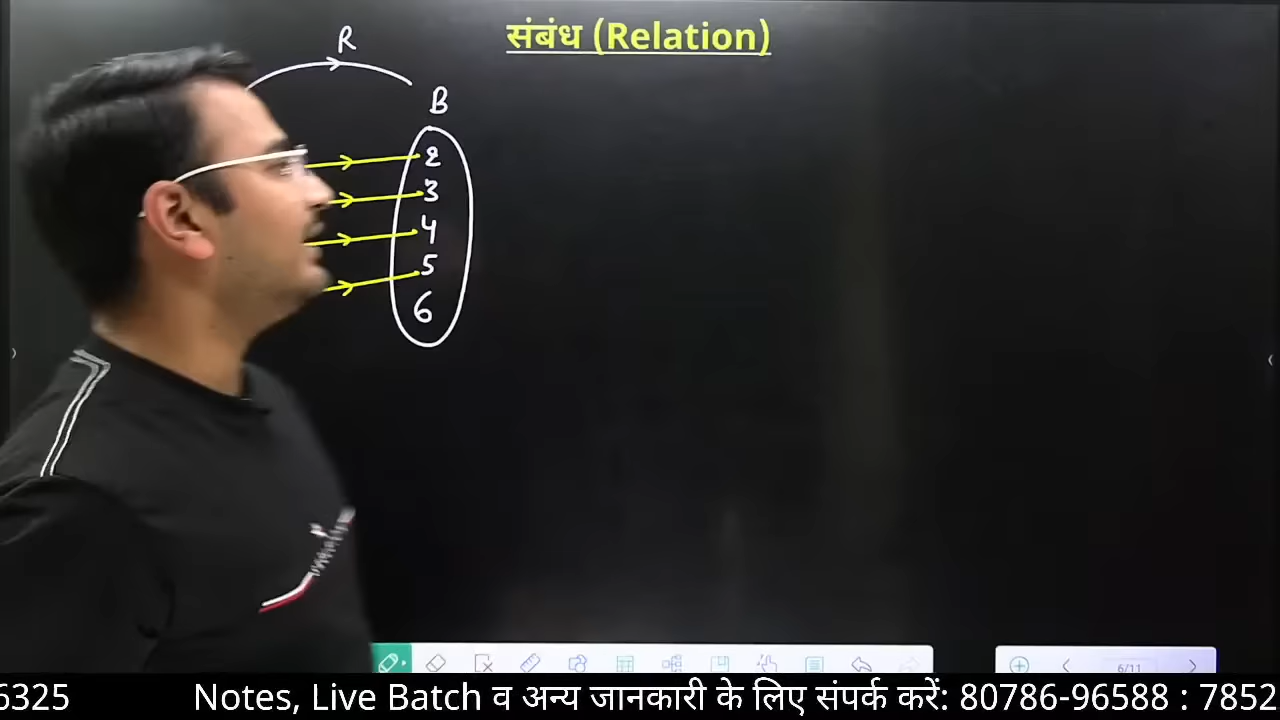 संबंध (Relation)
R
B
2
3
4
5
6
6/11
6325 Notes, Live Batch व अन्य जानकारी के लिए संपर्क करें: 80786-96588 : 7852